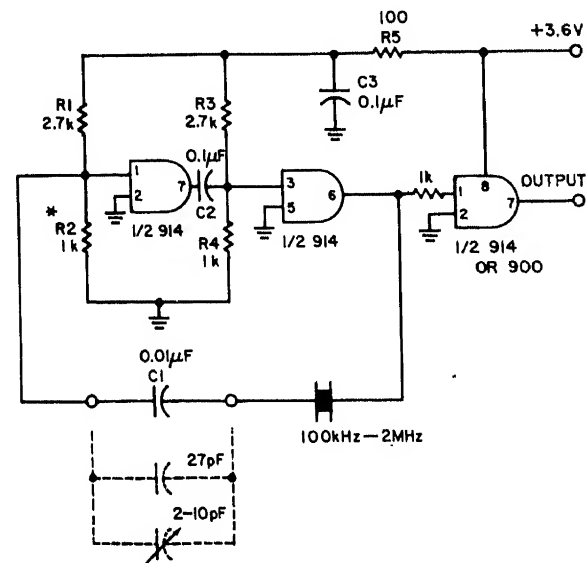 100
R5
+3.6V
R1
2.7k
R3
2.7k
C3
0.1µF
0.1µF
C2
1
2
7
1/2 914
3
5
6
1/2 914
1k
1
2
8
7
OUTPUT
1/2 914
OR 900
*
R2
1k
R4
1k
0.01µF
C1
100kHz–2MHz
27pF
2-10pF